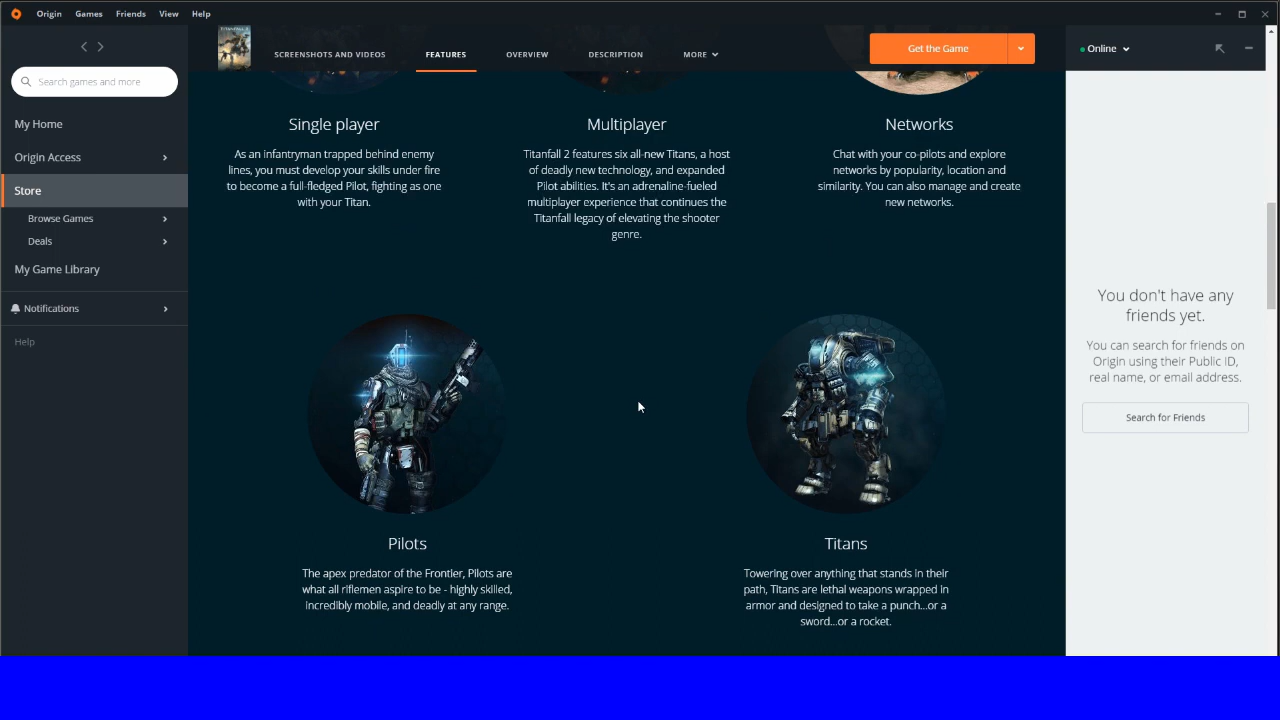 Origin Games Friends View Help
Search games and more
My Home
Origin Access
Store
Browse Games
Deals
My Game Library
Notifications
Help
SCREENSHOTS AND VIDEOS FEATURES OVERVIEW DESCRIPTION MORE
Get the Game
Single player
As an infantryman trapped behind enemy
lines, you must develop your skills under fire
to become a full-fledged Pilot, fighting as one
with your Titan.
Multiplayer
Titanfall 2 features six all-new Titans, a host
of deadly new technology, and expanded
Pilot abilities. It's an adrenaline-fueled
multiplayer experience that continues the
Titanfall legacy of elevating the shooter
genre.
Networks
Chat with your co-pilots and explore
networks by popularity, location and
similarity. You can also manage and create
new networks.
Pilots
The apex predator of the Frontier, Pilots are
what all riflemen aspire to be - highly skilled,
incredibly mobile, and deadly at any range.
Titans
Towering over anything that stands in their
path, Titans are lethal weapons wrapped in
armor and designed to take a punch...or a
sword...or a rocket.
Online
You don't have any
friends yet.
You can search for friends on
Origin using their Public ID,
real name, or email address.
Search for Friends